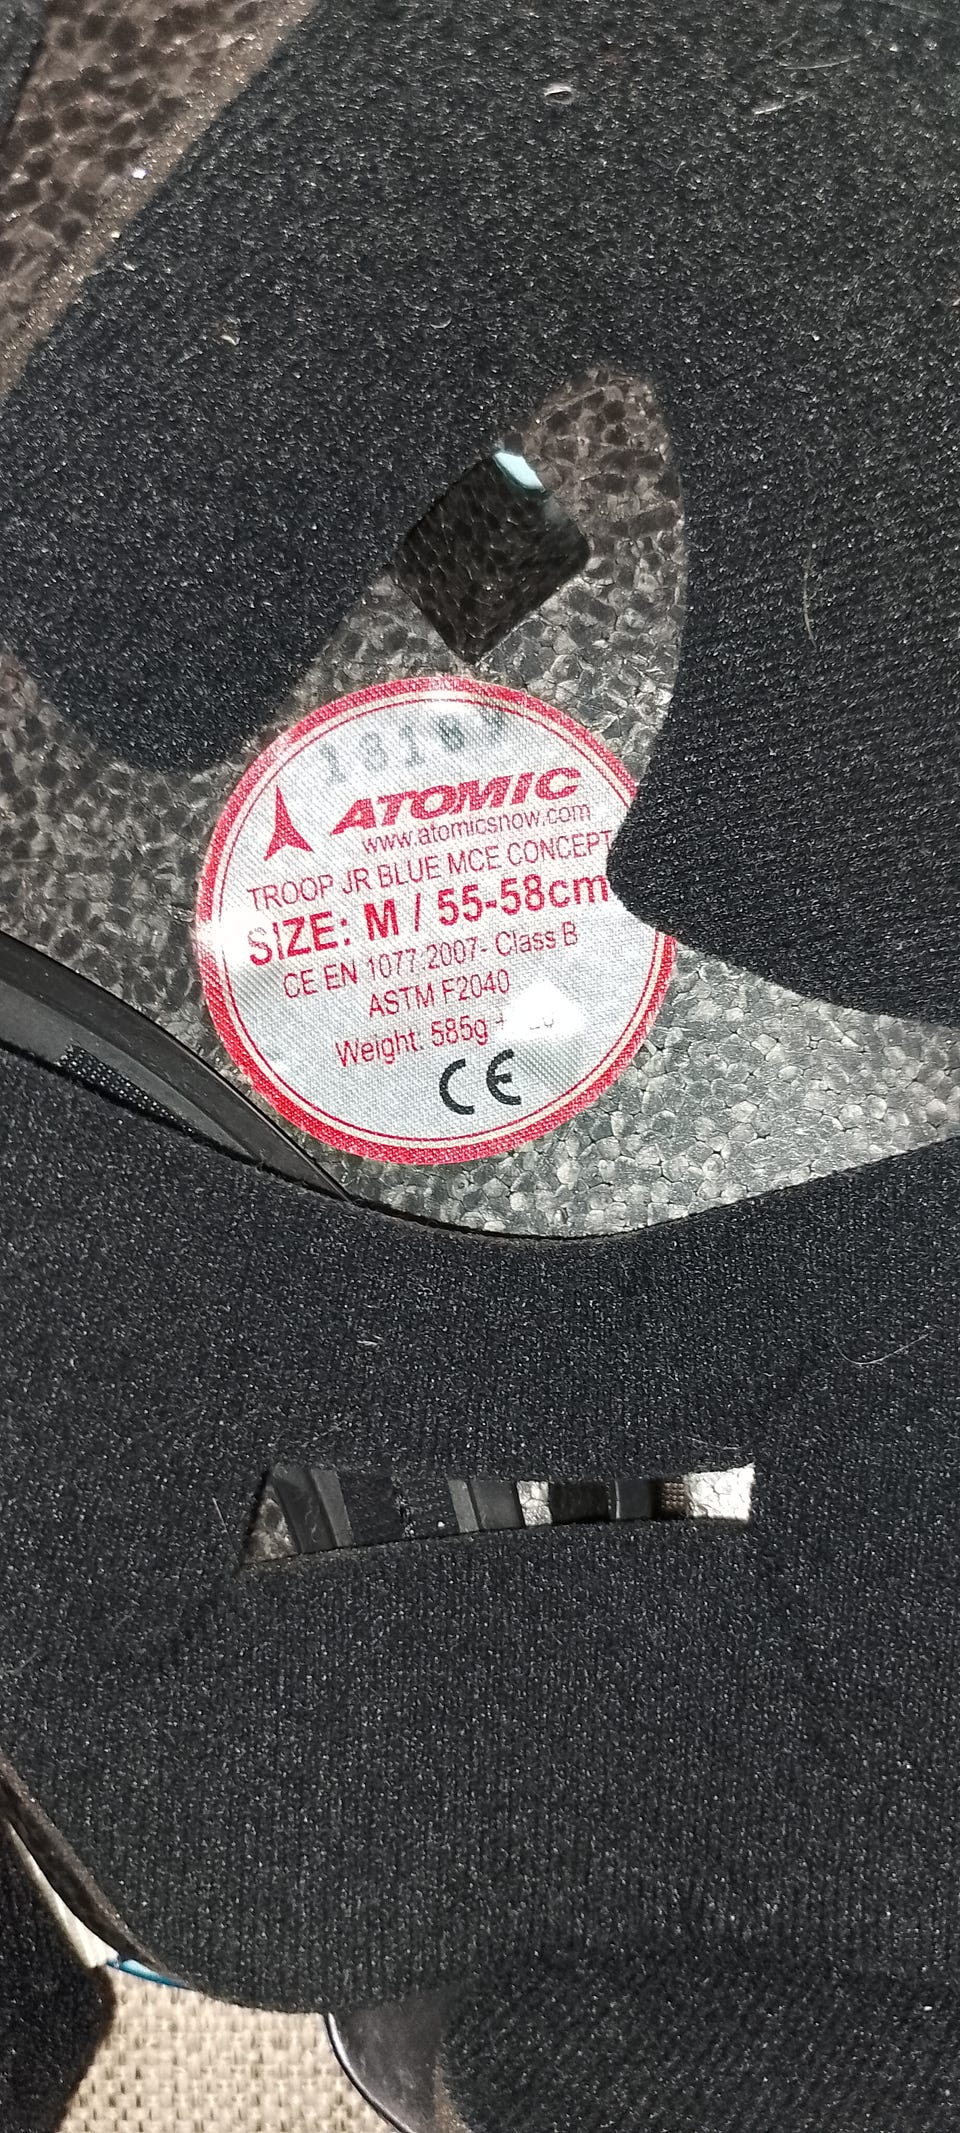 ATOMIC
www.atomicsnow.com
TROOP JR BLUE MCE CONCEPT
SIZE: M / 55-58cm
CE EN 1077:2007- Class B
ASTM F2040
Weight: 585g
CE